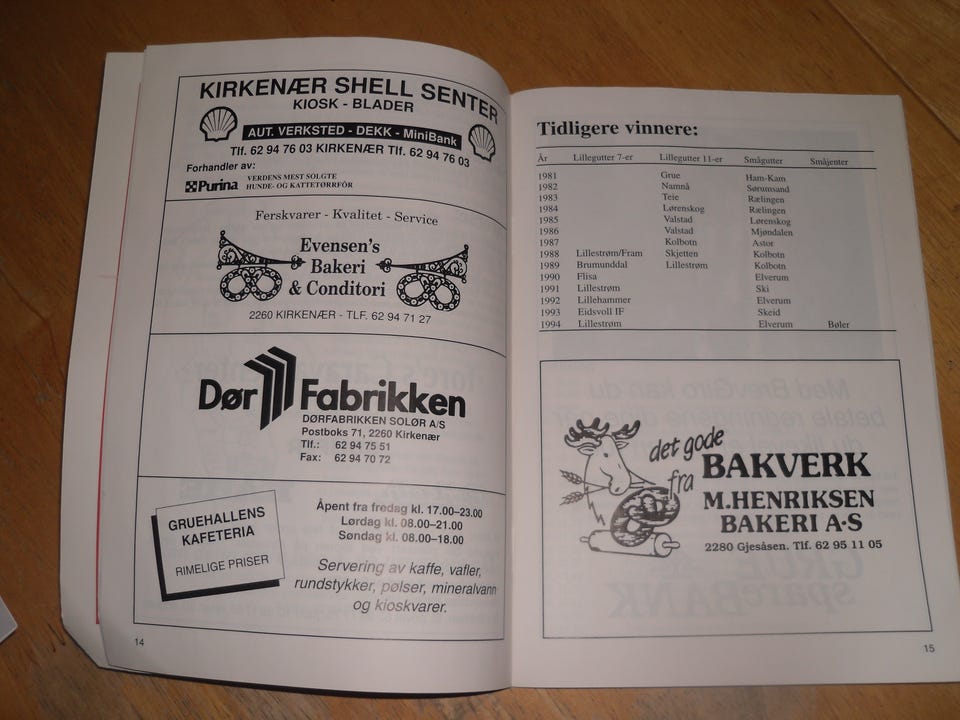 KIRKENÆR SHELL SENTER
KIOSK - BLADER
AUT. VERKSTED - DEKK - MiniBank
Tlf. 62 94 76 03 KIRKENÆR Tlf. 62 94 76 03
Forhandler av:
Purina
VERDENS MEST SOLGTE
HUNDE- OG KATTETØRRFÔR
Ferskvarer - Kvalitet - Service
Evensen's
Bakeri
& Conditori
2260 KIRKENÆR - TLF. 62 94 71 27
Dør Fabrikken
DØRFABRIKKEN SOLØR A/S
Postboks 71, 2260 Kirkenær
Tlf.: 62 94 75 51
Fax: 62 94 70 72
GRUEHALLENS
KAFETERIA
RIMELIGE PRISER
Åpent fra fredag kl. 17.00–23.00
Lørdag kl. 08.00–21.00
Søndag kl. 08.00–18.00
Servering av kaffe, vafler,
rundstykker, pølser, mineralvann
og kioskvarer.
14
Tidligere vinnere:
År Lillegutter 7-er Lillegutter 11-er Smågutter Småjenter
1981 Grue Ham-Kam
1982 Namnå Sørumsand
1983 Teie Rælingen
1984 Lørenskog Rælingen
1985 Valstad Lørenskog
1986 Valstad Mjøndalen
1987 Kolbotn Astor
1988 Lillestrøm/Fram Skjetten Kolbotn
1989 Brumunddal Lillestrøm Kolbotn
1990 Flisa Elverum
1991 Lillestrøm Ski
1992 Lillehammer Elverum
1993 Eidsvoll IF Skeid
1994 Lillestrøm Elverum Bøler
det gode
fra
BAKVERK
M.HENRIKSEN
BAKERI A·S
2280 Gjesåsen. Tlf. 62 95 11 05
15